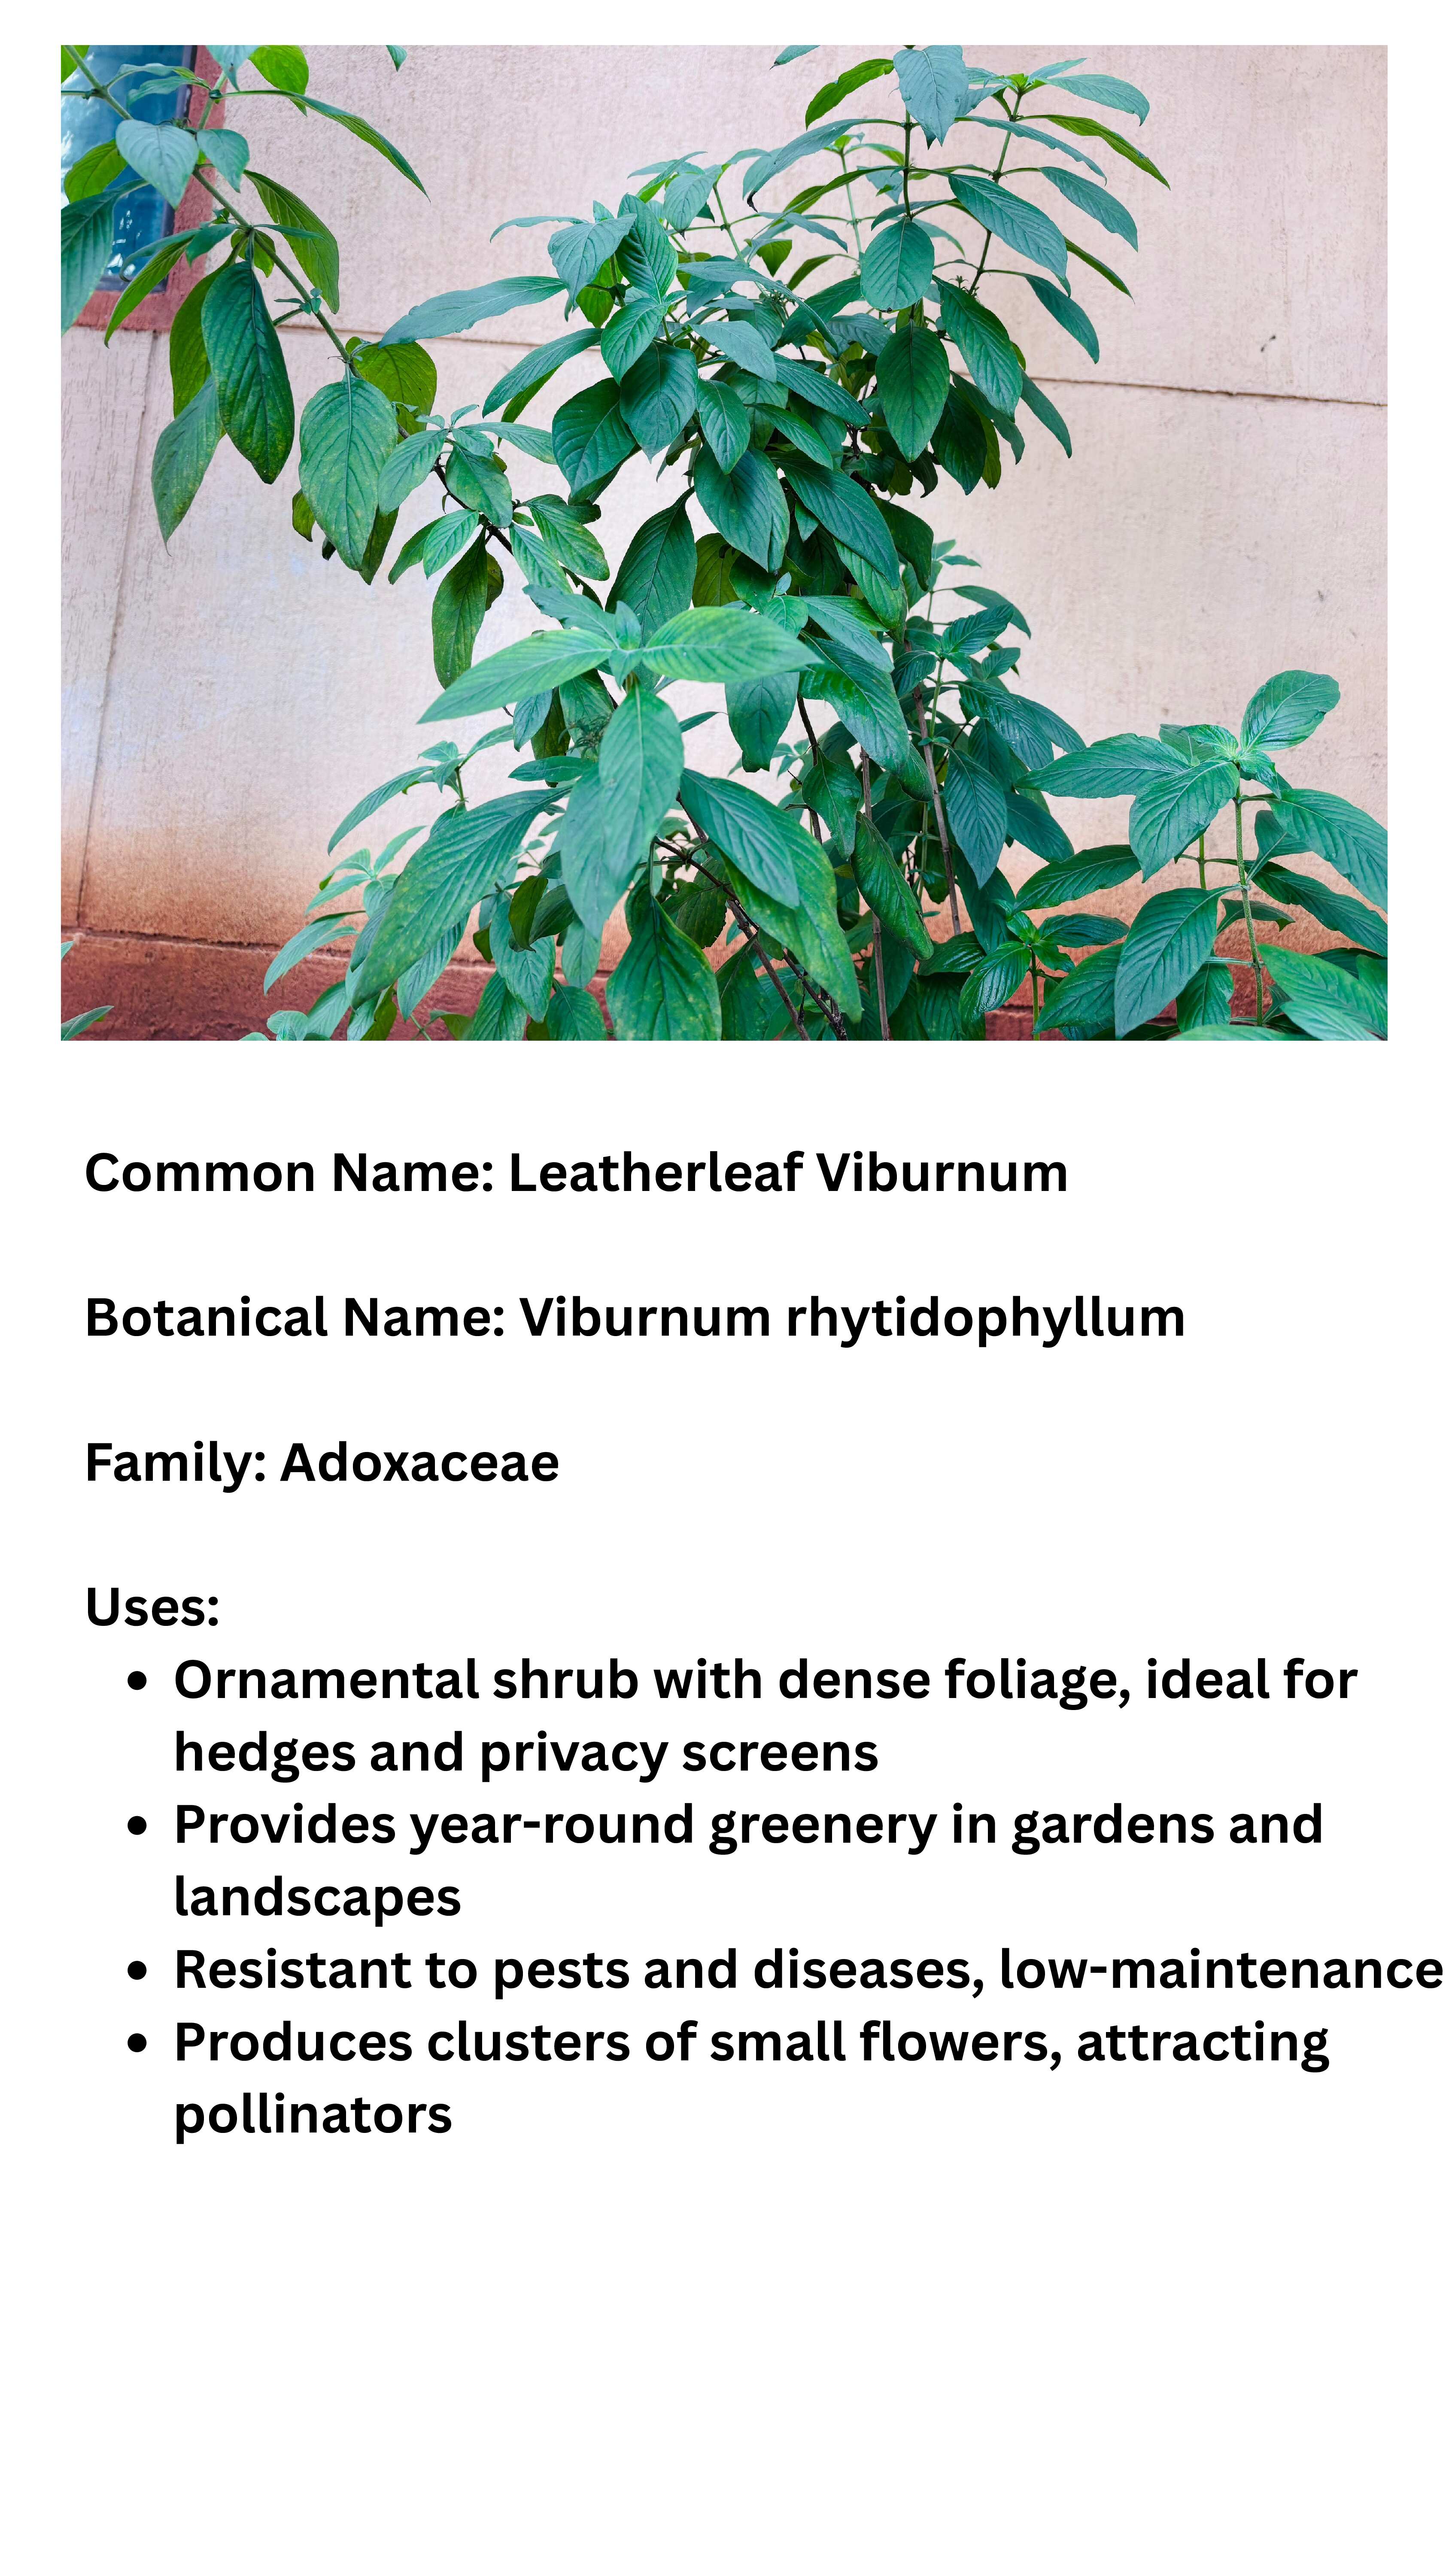 Common Name: Leatherleaf Viburnum
Botanical Name: Viburnum rhytidophyllum
Family: Adoxaceae
Uses:
• Ornamental shrub with dense foliage, ideal for
hedges and privacy screens
• Provides year-round greenery in gardens and
landscapes
• Resistant to pests and diseases, low-maintenance
• Produces clusters of small flowers, attracting
pollinators